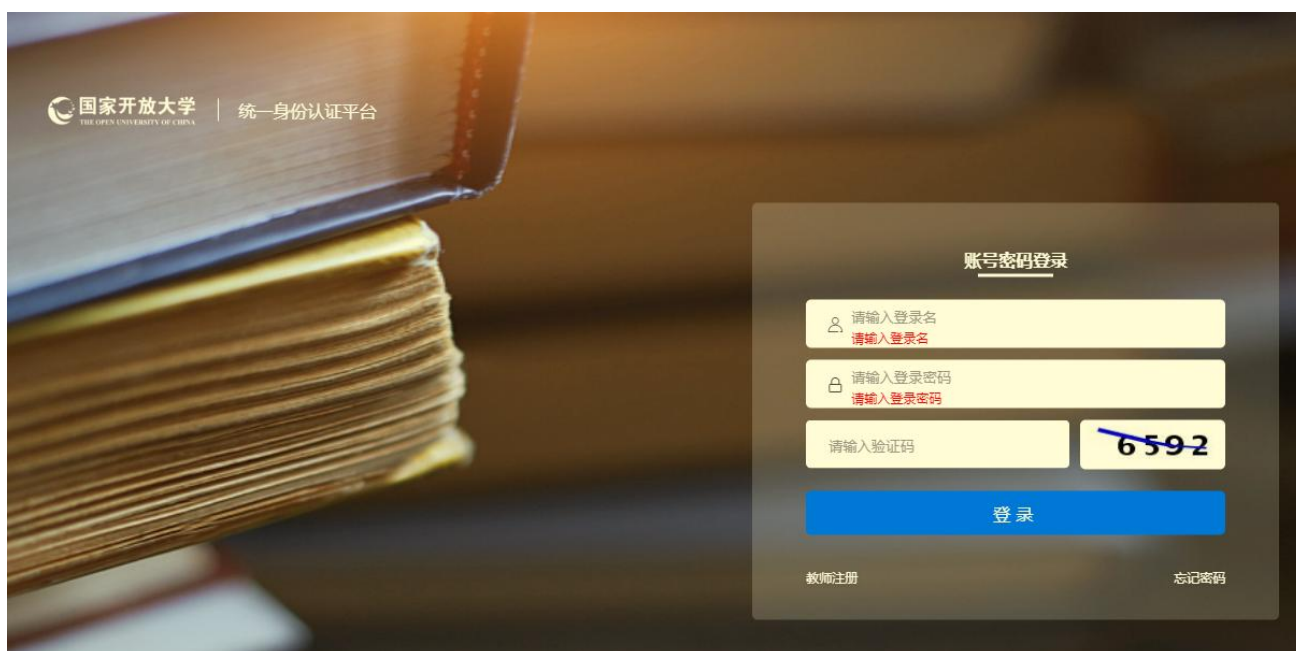 国家开放大学
THE OPEN UNIVERSITY OF CHINA
统一身份认证平台
账号密码登录
请输入登录名
请输入登录名
请输入登录密码
请输入登录密码
请输入验证码
6592
登录
教师注册
忘记密码